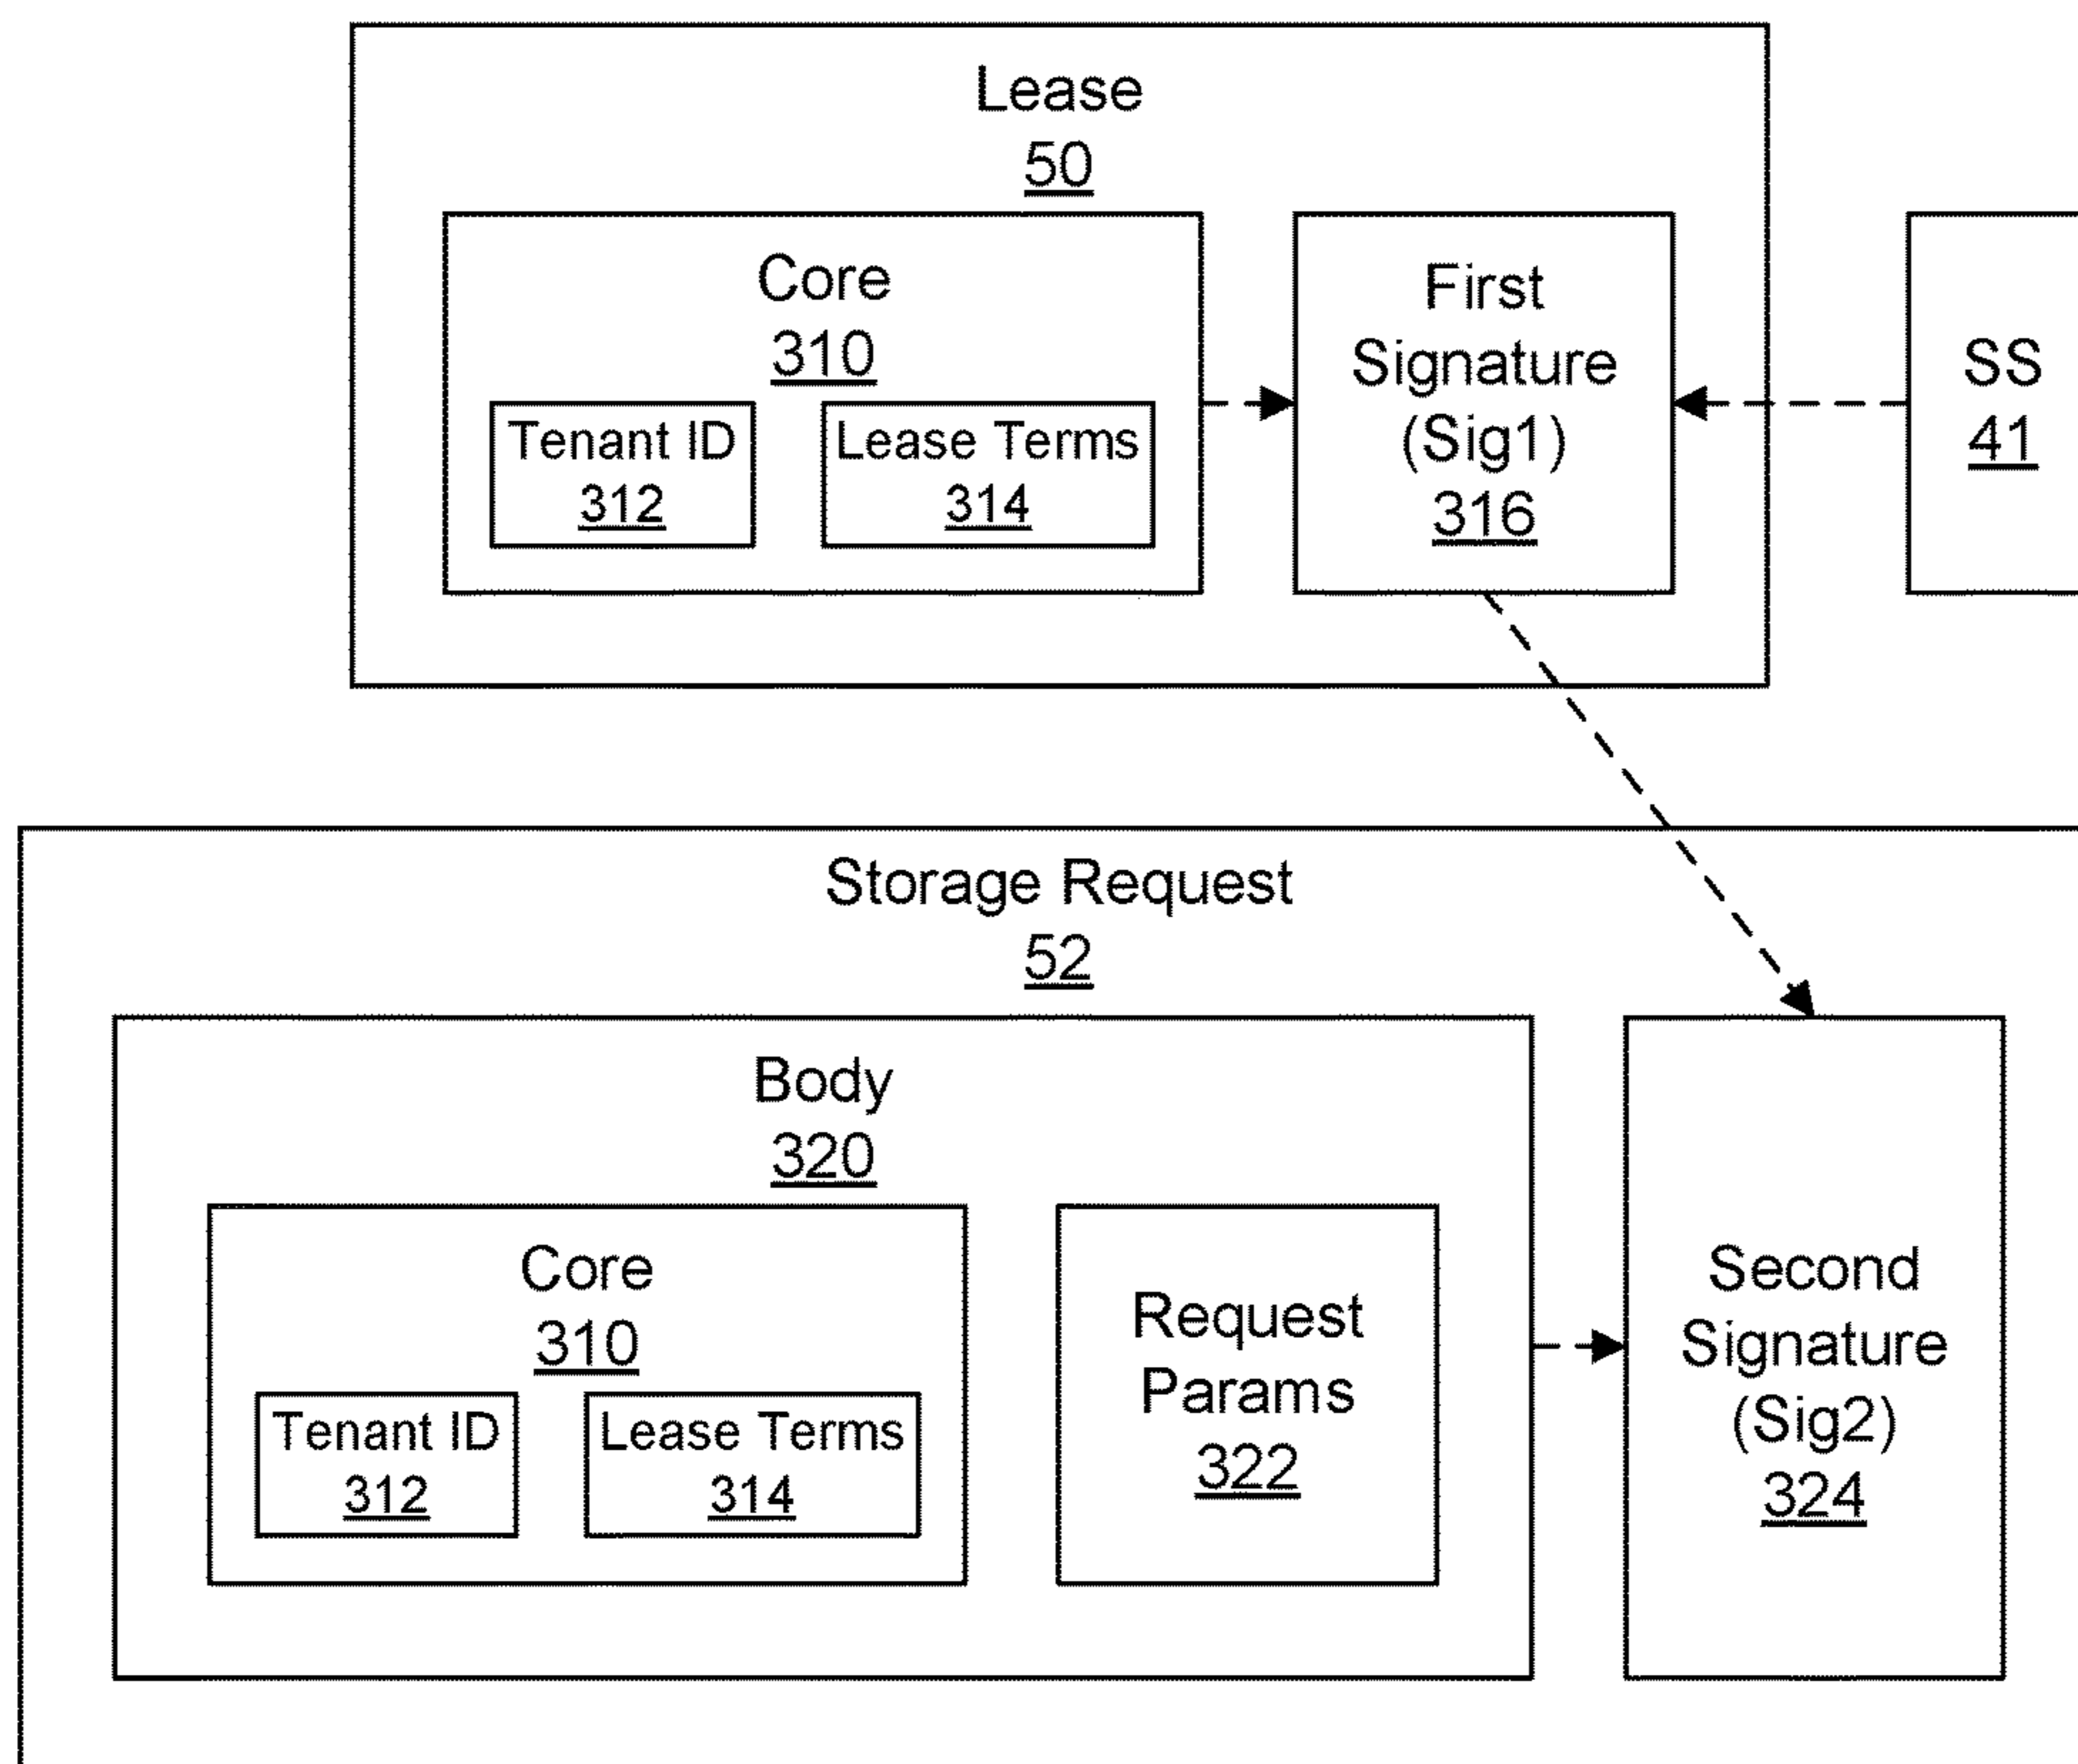 Lease
50
Core
310
Tenant ID
312
Lease Terms
314
First
Signature
(Sig1)
316
SS
41
Storage Request
52
Body
320
Core
310
Tenant ID
312
Lease Terms
314
Request
Params
322
Second
Signature
(Sig2)
324